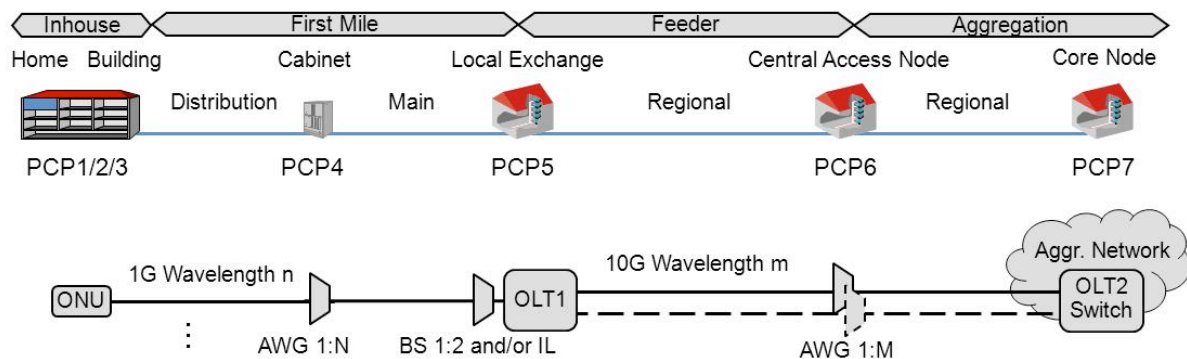 Inhouse First Mile Feeder Aggregation
Home Building Cabinet Local Exchange Central Access Node Core Node
Distribution Main Regional Regional
PCP1/2/3 PCP4 PCP5 PCP6 PCP7
Aggr. Network
1G Wavelength n 10G Wavelength m
ONU OLT1 OLT2
Switch
AWG 1:N BS 1:2 and/or IL AWG 1:M